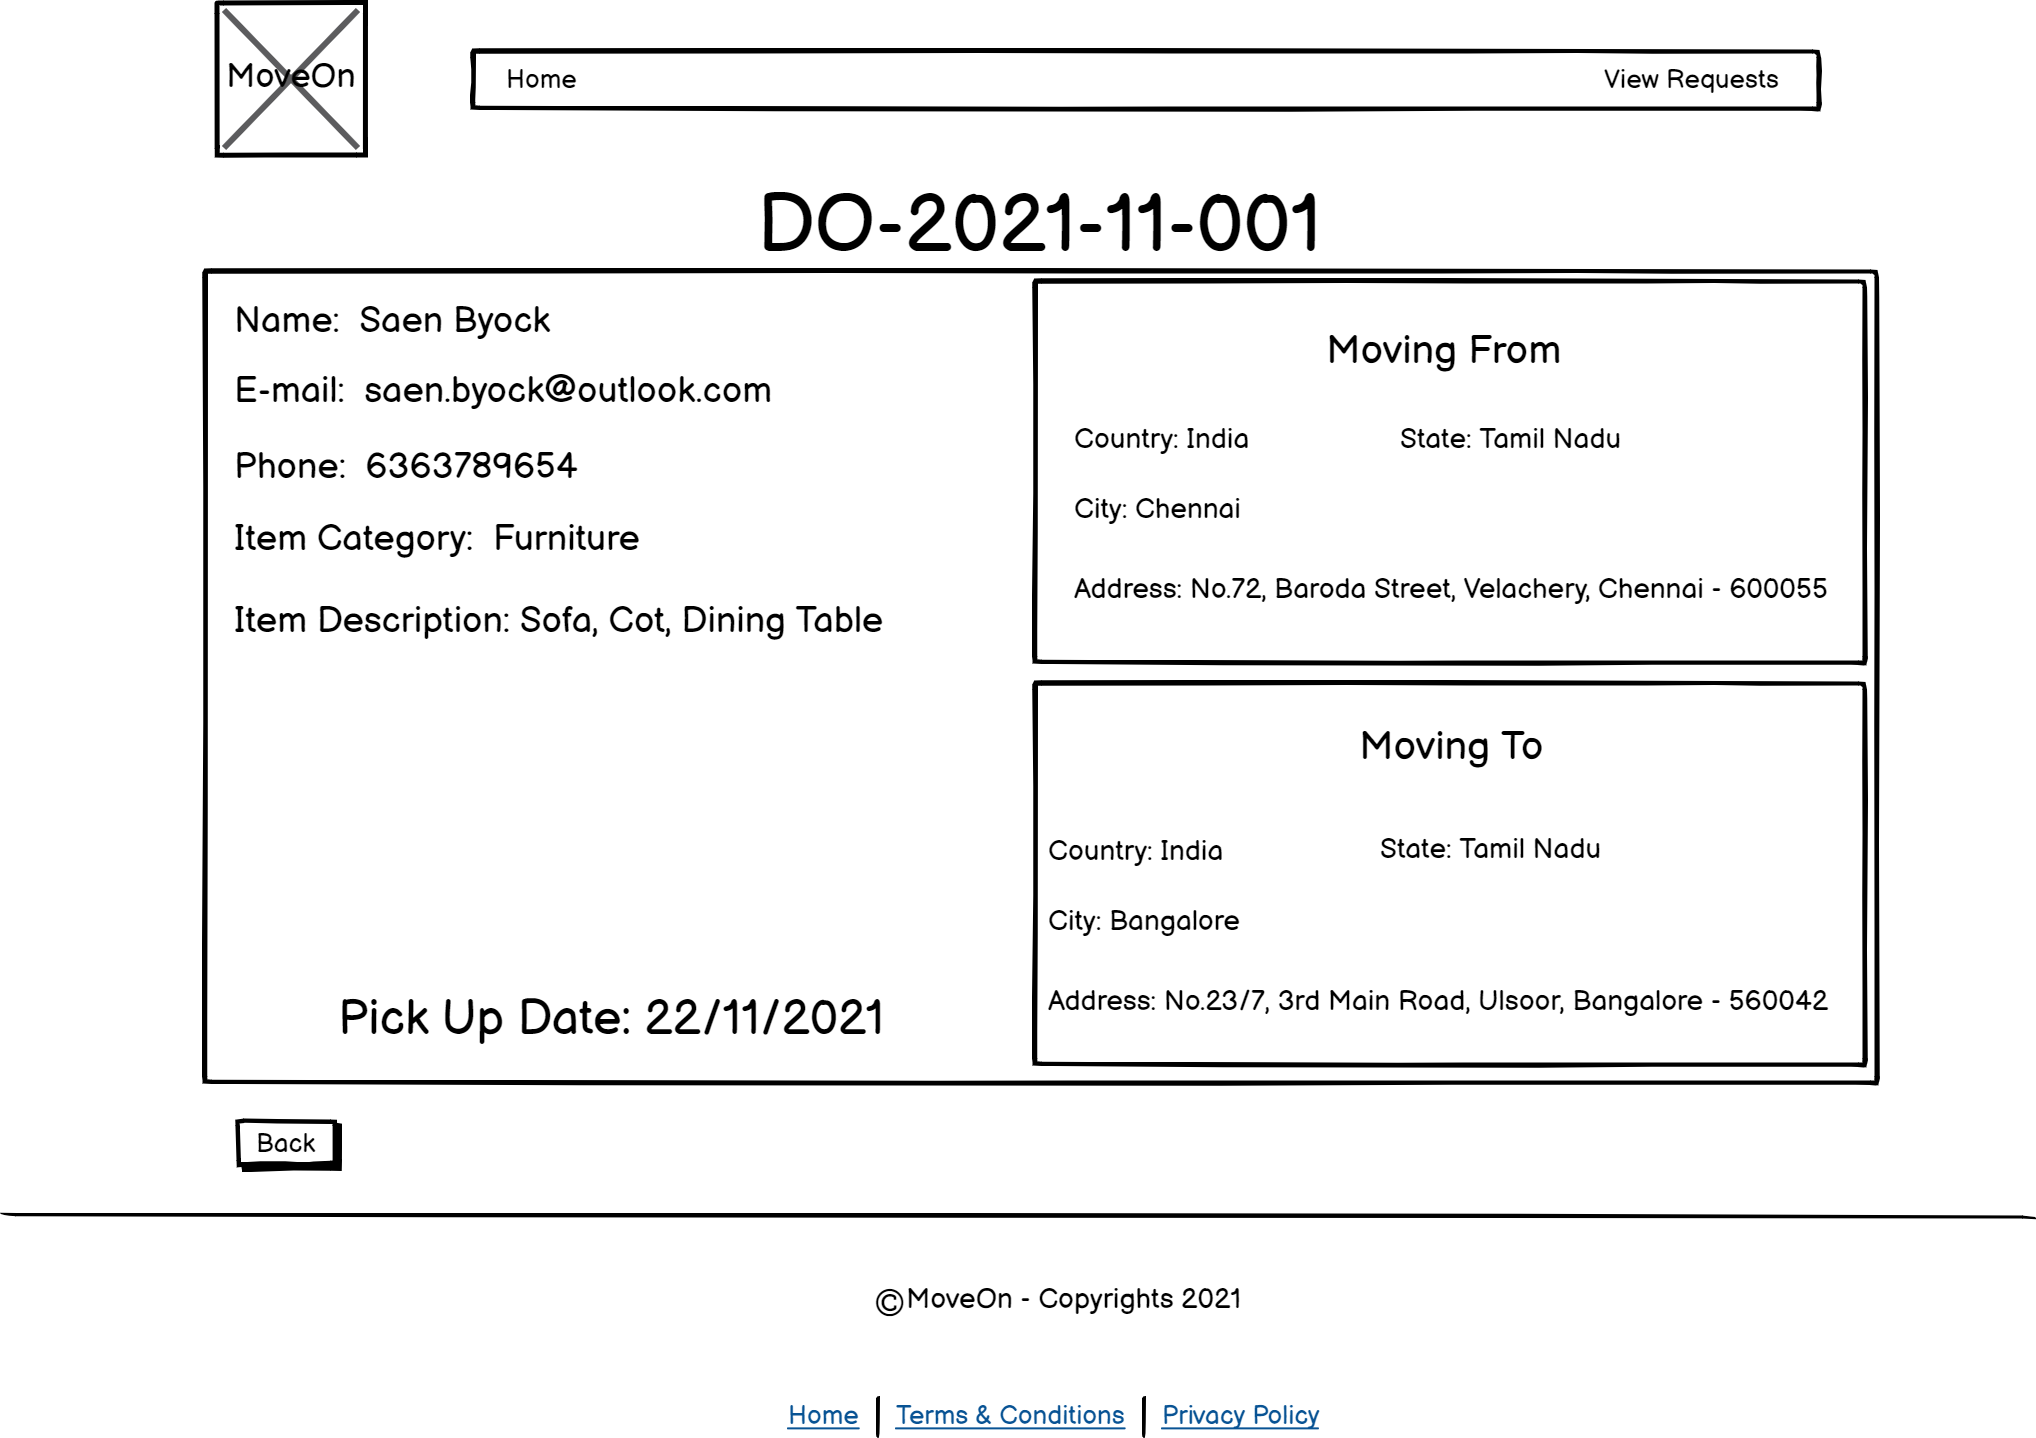 MoveOn
Home
View Requests
DO-2021-11-001
Name: Saen Byock
E-mail: saen.byock@outlook.com
Phone: 6363789654
Item Category: Furniture
Item Description: Sofa, Cot, Dining Table
Pick Up Date: 22/11/2021
Moving From
Country: India
State: Tamil Nadu
City: Chennai
Address: No.72, Baroda Street, Velachery, Chennai - 600055
Moving To
Country: India
State: Tamil Nadu
City: Bangalore
Address: No.23/7, 3rd Main Road, Ulsoor, Bangalore - 560042
Back
©MoveOn - Copyrights 2021
Home | Terms & Conditions | Privacy Policy